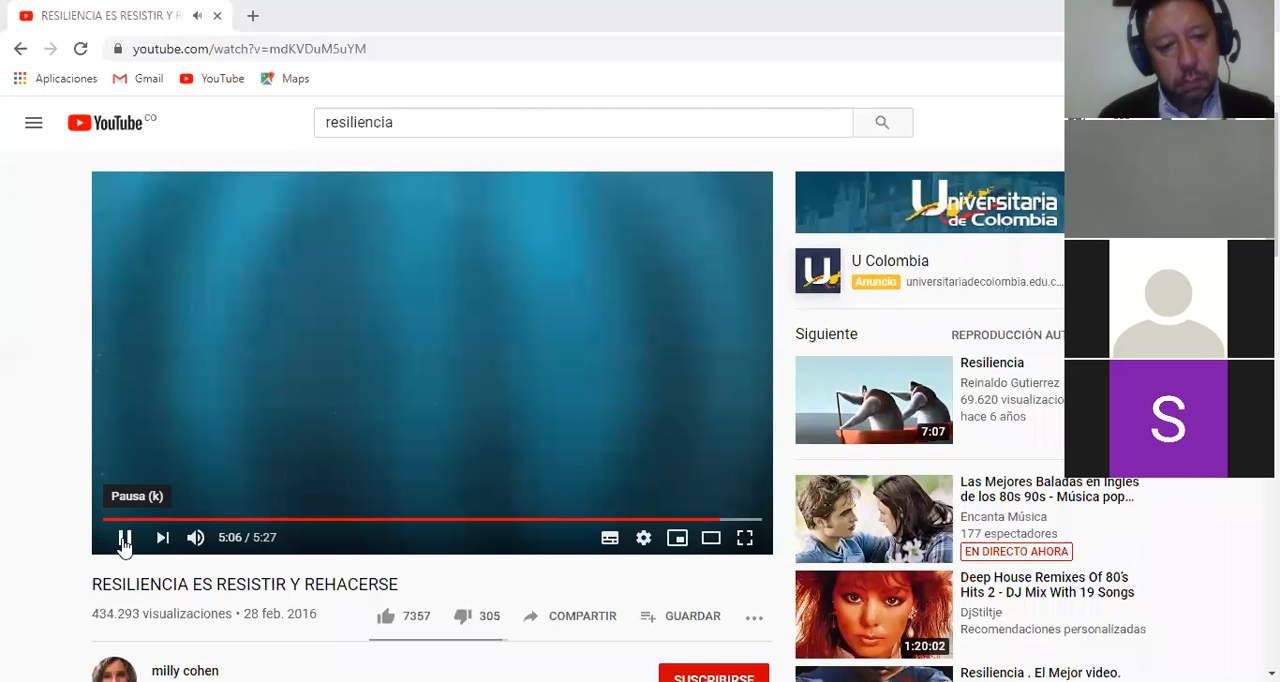 RESILIENCIA ES RESISTIR Y R
youtube.com/watch?v=mdKVDuM5uYM
Aplicaciones Gmail YouTube Maps
YouTube CO
resiliencia
Universitaria
de Colombia
U
U Colombia
Anuncio universitariadecolombia.edu.c...
Siguiente REPRODUCCIÓN AUT
Resiliencia
Reinaldo Gutierrez
69.620 visualizacio
hace 6 años
7:07
S
Las Mejores Baladas en Ingles
de los 80s 90s - Música pop...
Encanta Música
177 espectadores
EN DIRECTO AHORA
Pausa (k)
5:06 / 5:27
RESILIENCIA ES RESISTIR Y REHACERSE
434.293 visualizaciones • 28 feb. 2016
7357 305 COMPARTIR GUARDAR
Deep House Remixes Of 80's
Hits 2 - DJ Mix With 19 Songs
DjStiltje
Recomendaciones personalizadas
1:20:02
milly cohen
SUSCRIBIRSE
Resiliencia . El Mejor video.